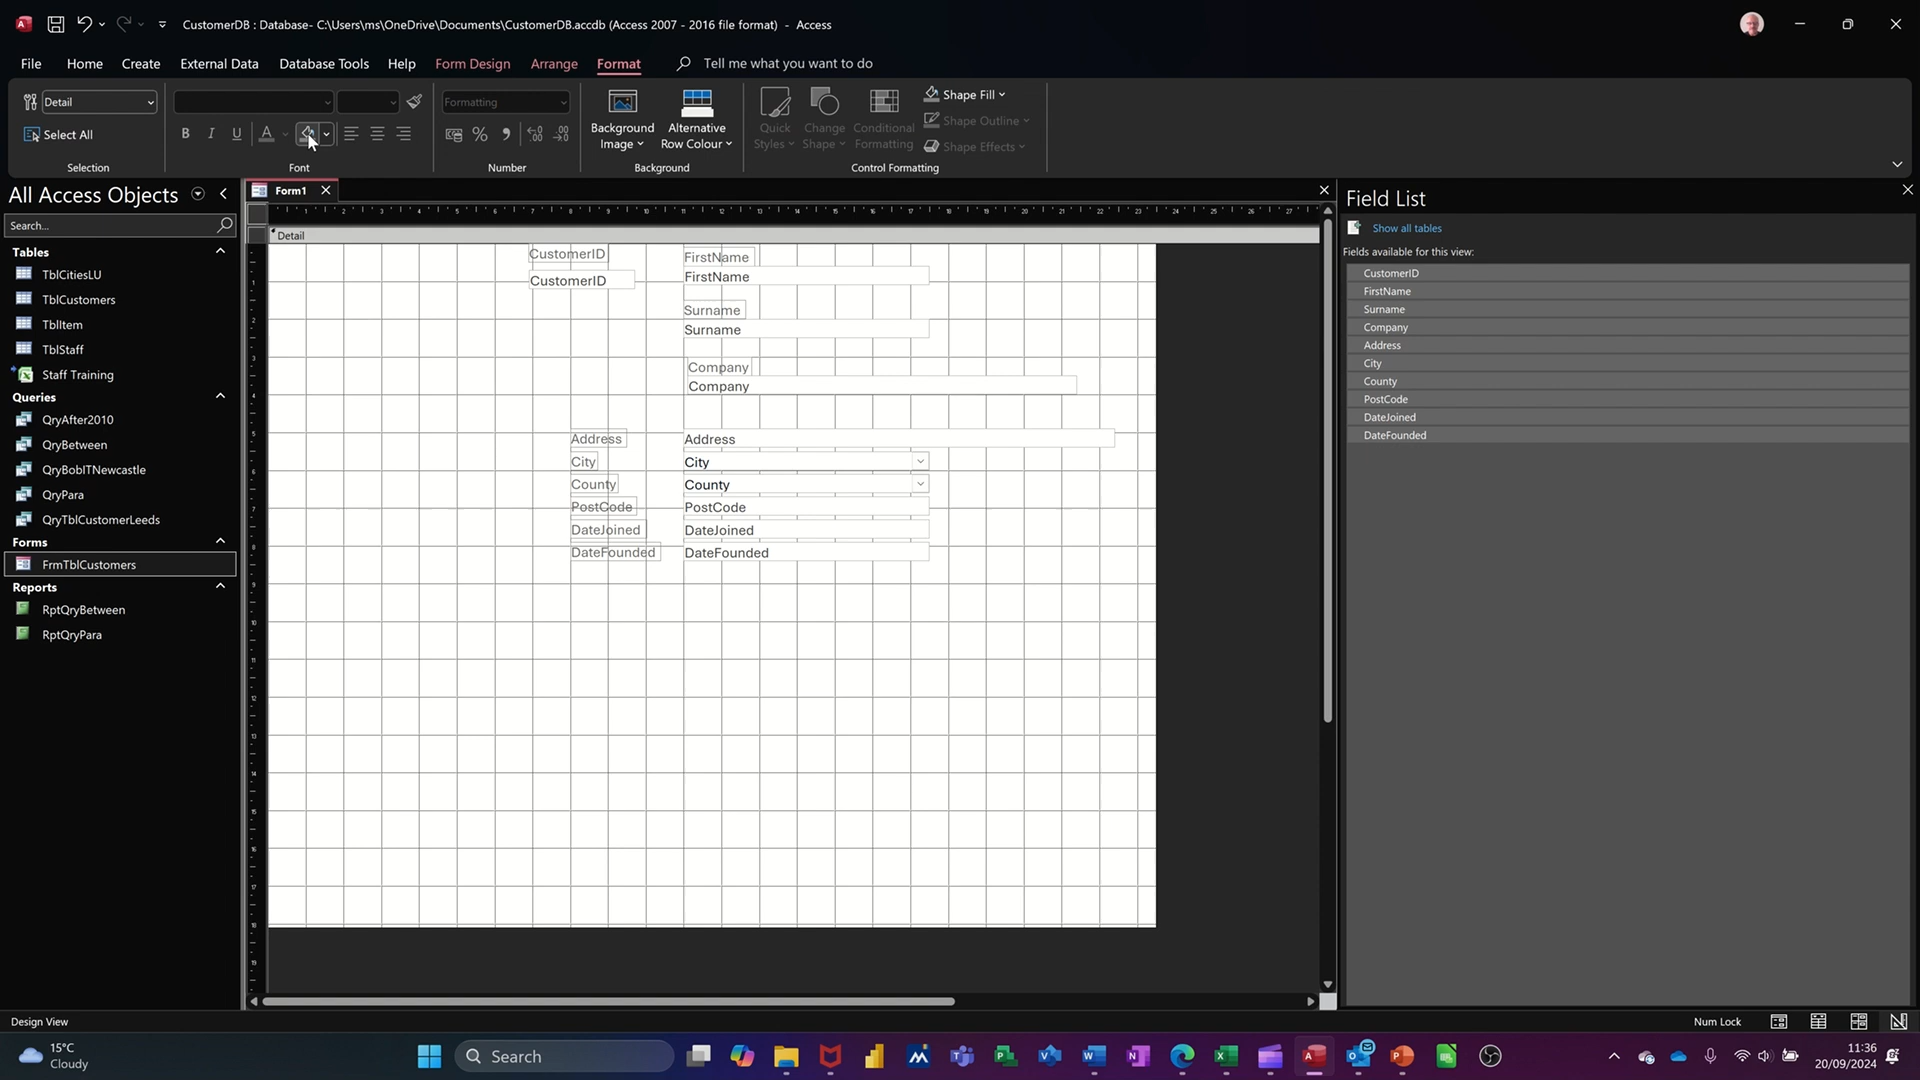 CustomerDB : Database- C:\Users\ms\OneDrive\Documents\CustomerDB.accdb (Access 2007 - 2016 file format) - Access
File Home Create External Data Database Tools Help Form Design Arrange Format Tell me what you want to do
Detail
Select All
Selection
B I U A
Font
Formatting
Number
Background Image
Alternative Row Colour
Background
Quick Styles
Change Shape
Conditional Formatting
Shape Fill
Shape Outline
Shape Effects
Control Formatting
All Access Objects
Search...
Tables
TblCitiesLU
TblCustomers
TblItem
TblStaff
Staff Training
Queries
QryAfter2010
QryBetween
QryBobITNewcastle
QryPara
QryTblCustomerLeeds
Forms
FrmTblCustomers
Reports
RptQryBetween
RptQryPara
Form1
Detail
CustomerID
CustomerID
FirstName
FirstName
Surname
Surname
Company
Company
Address Address
City City
County County
PostCode PostCode
DateJoined DateJoined
DateFounded DateFounded
Field List
Show all tables
Fields available for this view:
CustomerID
FirstName
Surname
Company
Address
City
County
PostCode
DateJoined
DateFounded
Design View
Num Lock
15°C
Cloudy
Search
11:36
20/09/2024